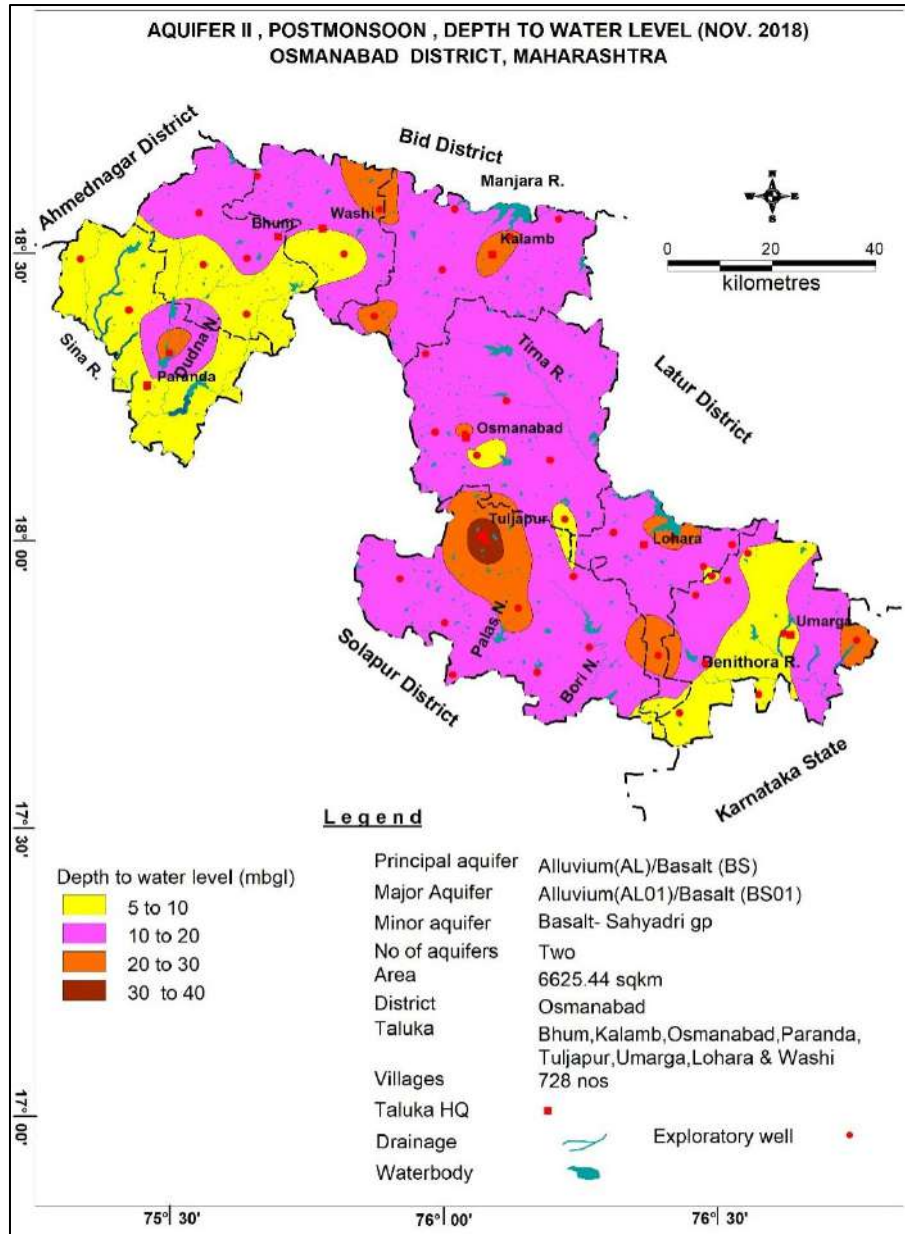 AQUIFER II , POSTMONSOON , DEPTH TO WATER LEVEL (NOV. 2018)
OSMANABAD DISTRICT, MAHARASHTRA
Ahmednagar District
Bid District
Manjara R.
N
W E
S
Washi
Bhum
Kalamb
18° 30'
0 20 40
kilometres
Sina R.
Dudna N.
Paranda
Tirna R.
Latur District
Osmanabad
Tuljapur
Lohara
18° 00'
Palas N.
Umarga
Benithora R.
Bori N.
Solapur District
Karnataka State
17° 30'
Legend
Depth to water level (mbgl)
5 to 10
10 to 20
20 to 30
30 to 40
Principal aquifer Alluvium(AL)/Basalt (BS)
Major Aquifer Alluvium(AL01)/Basalt (BS01)
Minor aquifer Basalt- Sahyadri gp
No of aquifers Two
Area 6625.44 sqkm
District Osmanabad
Taluka Bhum,Kalamb,Osmanabad,Paranda,
Tuljapur,Umarga,Lohara & Washi
Villages 728 nos
Taluka HQ
Drainage Exploratory well
Waterbody
17° 00'
75° 30' 76° 00' 76° 30'